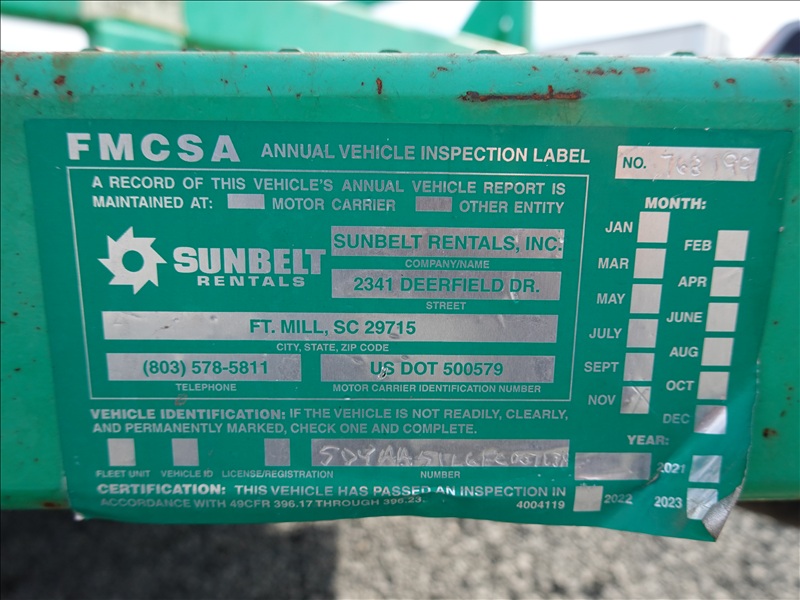 FMCSA ANNUAL VEHICLE INSPECTION LABEL
NO.
A RECORD OF THIS VEHICLE'S ANNUAL VEHICLE REPORT IS
MAINTAINED AT: MOTOR CARRIER OTHER ENTITY
SUNBELT
RENTALS
SUNBELT RENTALS, INC.
COMPANY/NAME
2341 DEERFIELD DR.
STREET
FT. MILL, SC 29715
CITY, STATE, ZIP CODE
(803) 578-5811
TELEPHONE
US DOT 500579
MOTOR CARRIER IDENTIFICATION NUMBER
VEHICLE IDENTIFICATION: IF THE VEHICLE IS NOT READILY, CLEARLY,
AND PERMANENTLY MARKED, CHECK ONE AND COMPLETE.
FLEET UNIT VEHICLE ID LICENSE/REGISTRATION NUMBER
CERTIFICATION: THIS VEHICLE HAS PASSED AN INSPECTION IN
ACCORDANCE WITH 49CFR 396.17 THROUGH 396.23.
4004119
MONTH:
JAN FEB
MAR APR
MAY JUNE
JULY AUG
SEPT OCT
NOV DEC
YEAR:
2021
2022 2023